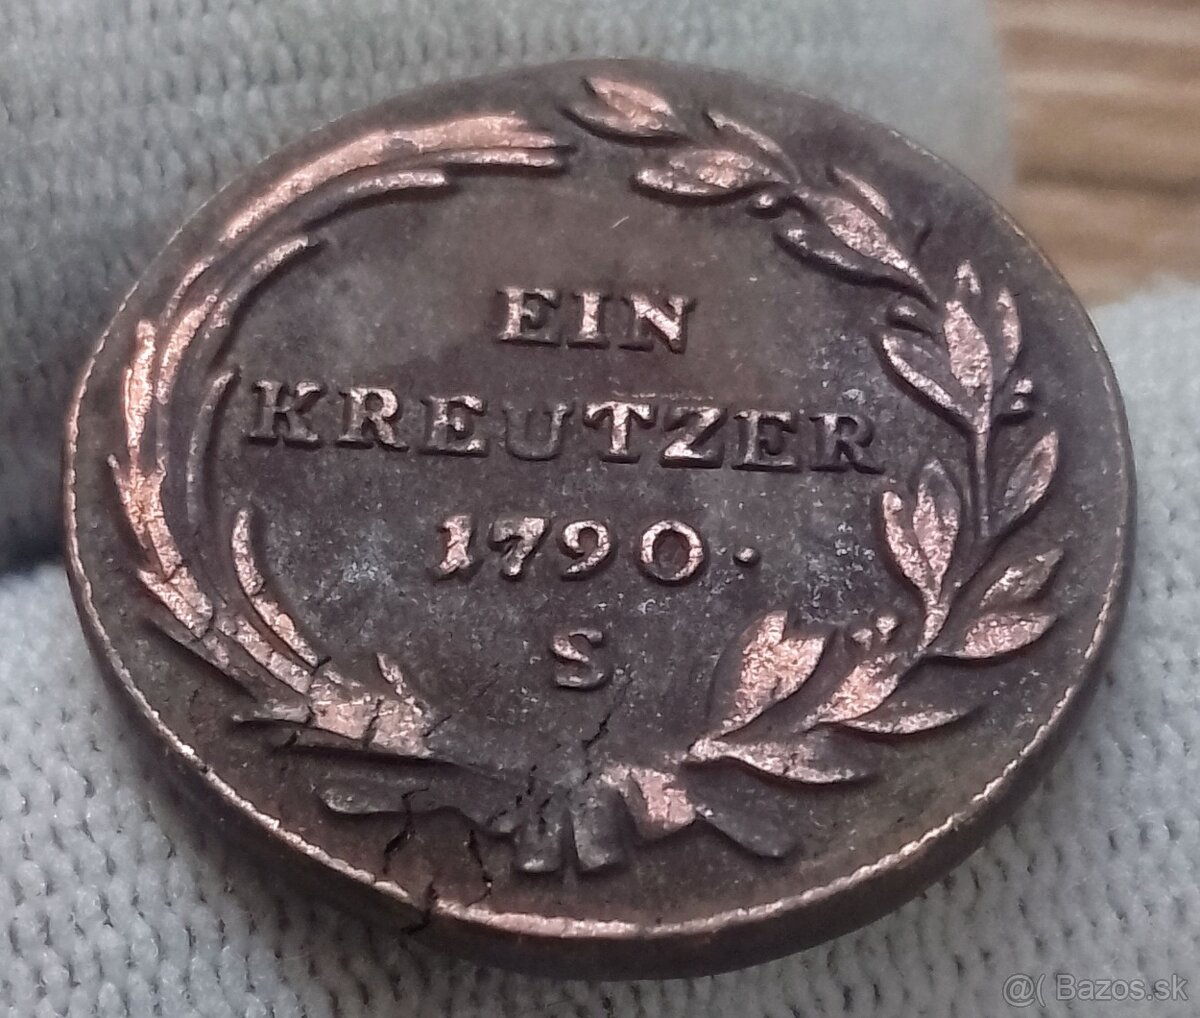 EIN
KREUTZER
1790.
S
@( Bazos.sk